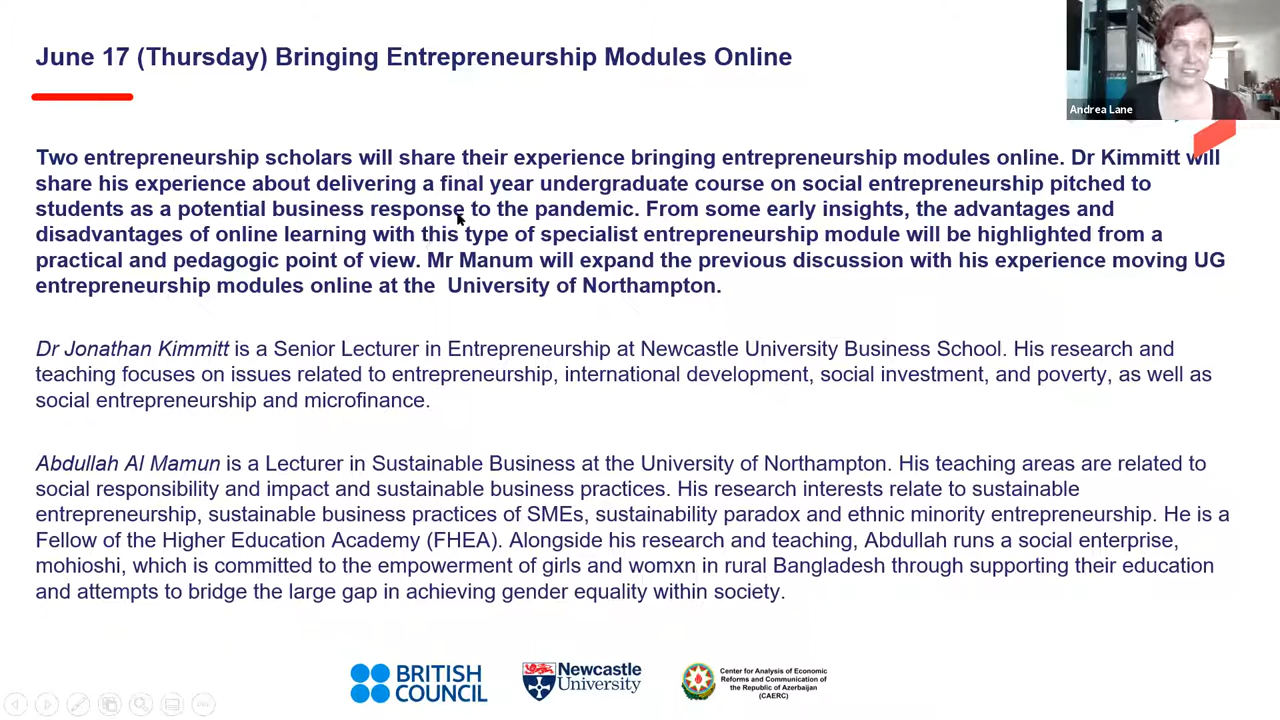 June 17 (Thursday) Bringing Entrepreneurship Modules Online
Andrea Lane
Two entrepreneurship scholars will share their experience bringing entrepreneurship modules online. Dr Kimmitt will
share his experience about delivering a final year undergraduate course on social entrepreneurship pitched to
students as a potential business response to the pandemic. From some early insights, the advantages and
disadvantages of online learning with this type of specialist entrepreneurship module will be highlighted from a
practical and pedagogic point of view. Mr Manum will expand the previous discussion with his experience moving UG
entrepreneurship modules online at the University of Northampton.
Dr Jonathan Kimmitt is a Senior Lecturer in Entrepreneurship at Newcastle University Business School. His research and
teaching focuses on issues related to entrepreneurship, international development, social investment, and poverty, as well as
social entrepreneurship and microfinance.
Abdullah Al Mamun is a Lecturer in Sustainable Business at the University of Northampton. His teaching areas are related to
social responsibility and impact and sustainable business practices. His research interests relate to sustainable
entrepreneurship, sustainable business practices of SMEs, sustainability paradox and ethnic minority entrepreneurship. He is a
Fellow of the Higher Education Academy (FHEA). Alongside his research and teaching, Abdullah runs a social enterprise,
mohioshi, which is committed to the empowerment of girls and womxn in rural Bangladesh through supporting their education
and attempts to bridge the large gap in achieving gender equality within society.
BRITISH
COUNCIL
Newcastle
University
Center for Analysis of Economic
Reforms and Communication of
the Republic of Azerbaijan
(CAERC)